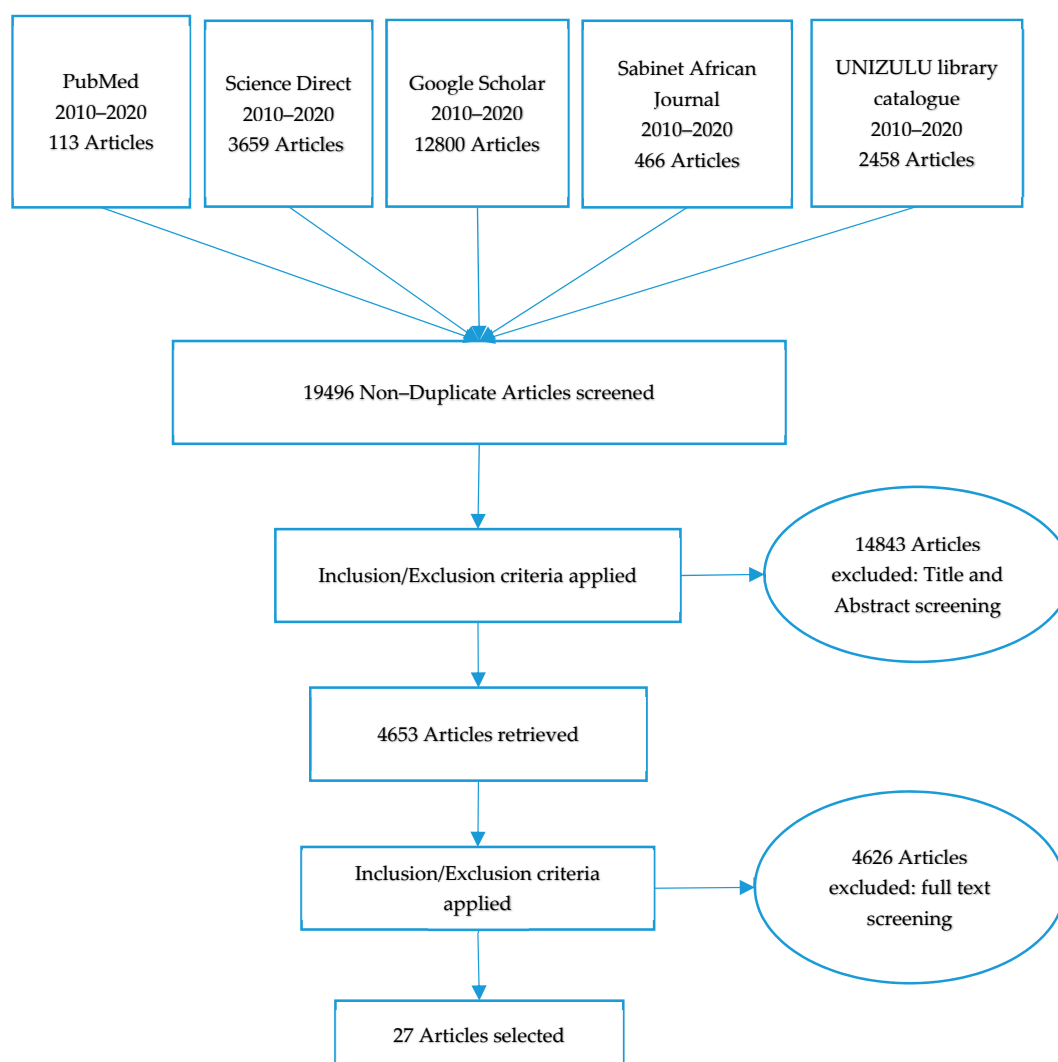 PubMed
2010–2020
113 Articles
Science Direct
2010–2020
3659 Articles
Google Scholar
2010–2020
12800 Articles
Sabinet African
Journal
2010–2020
466 Articles
UNIZULU library
catalogue
2010–2020
2458 Articles
19496 Non–Duplicate Articles screened
Inclusion/Exclusion criteria applied
14843 Articles
excluded: Title and
Abstract screening
4653 Articles retrieved
Inclusion/Exclusion criteria
applied
4626 Articles
excluded: full text
screening
27 Articles selected